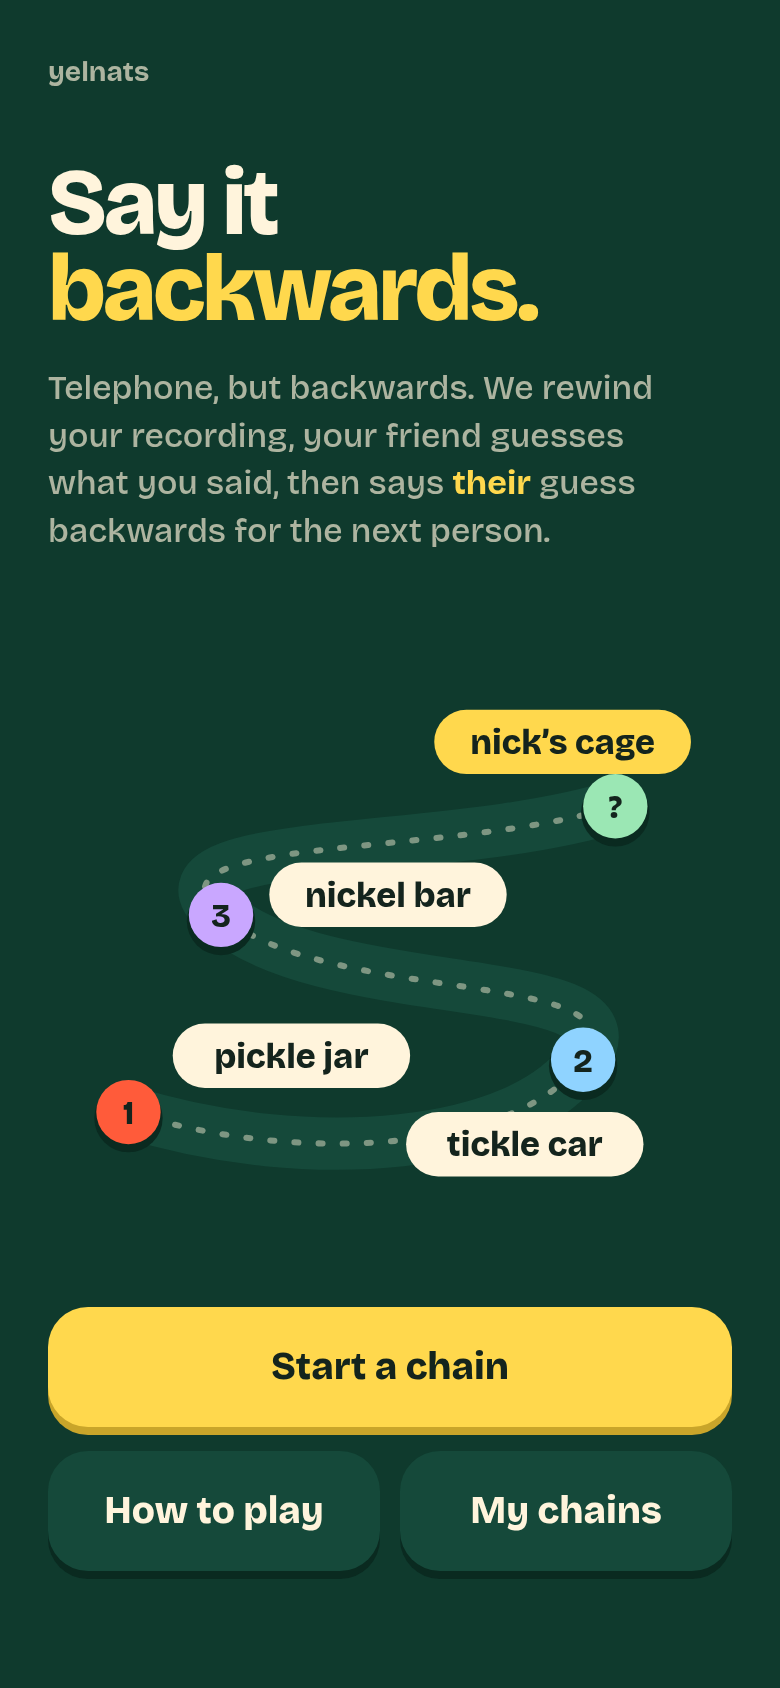 yelnats
Say it
backwards.
Telephone, but backwards. We rewind
your recording, your friend guesses
what you said, then says their guess
backwards for the next person.
nick’s cage
?
nickel bar
3
pickle jar
2
1
tickle car
Start a chain
How to play
My chains